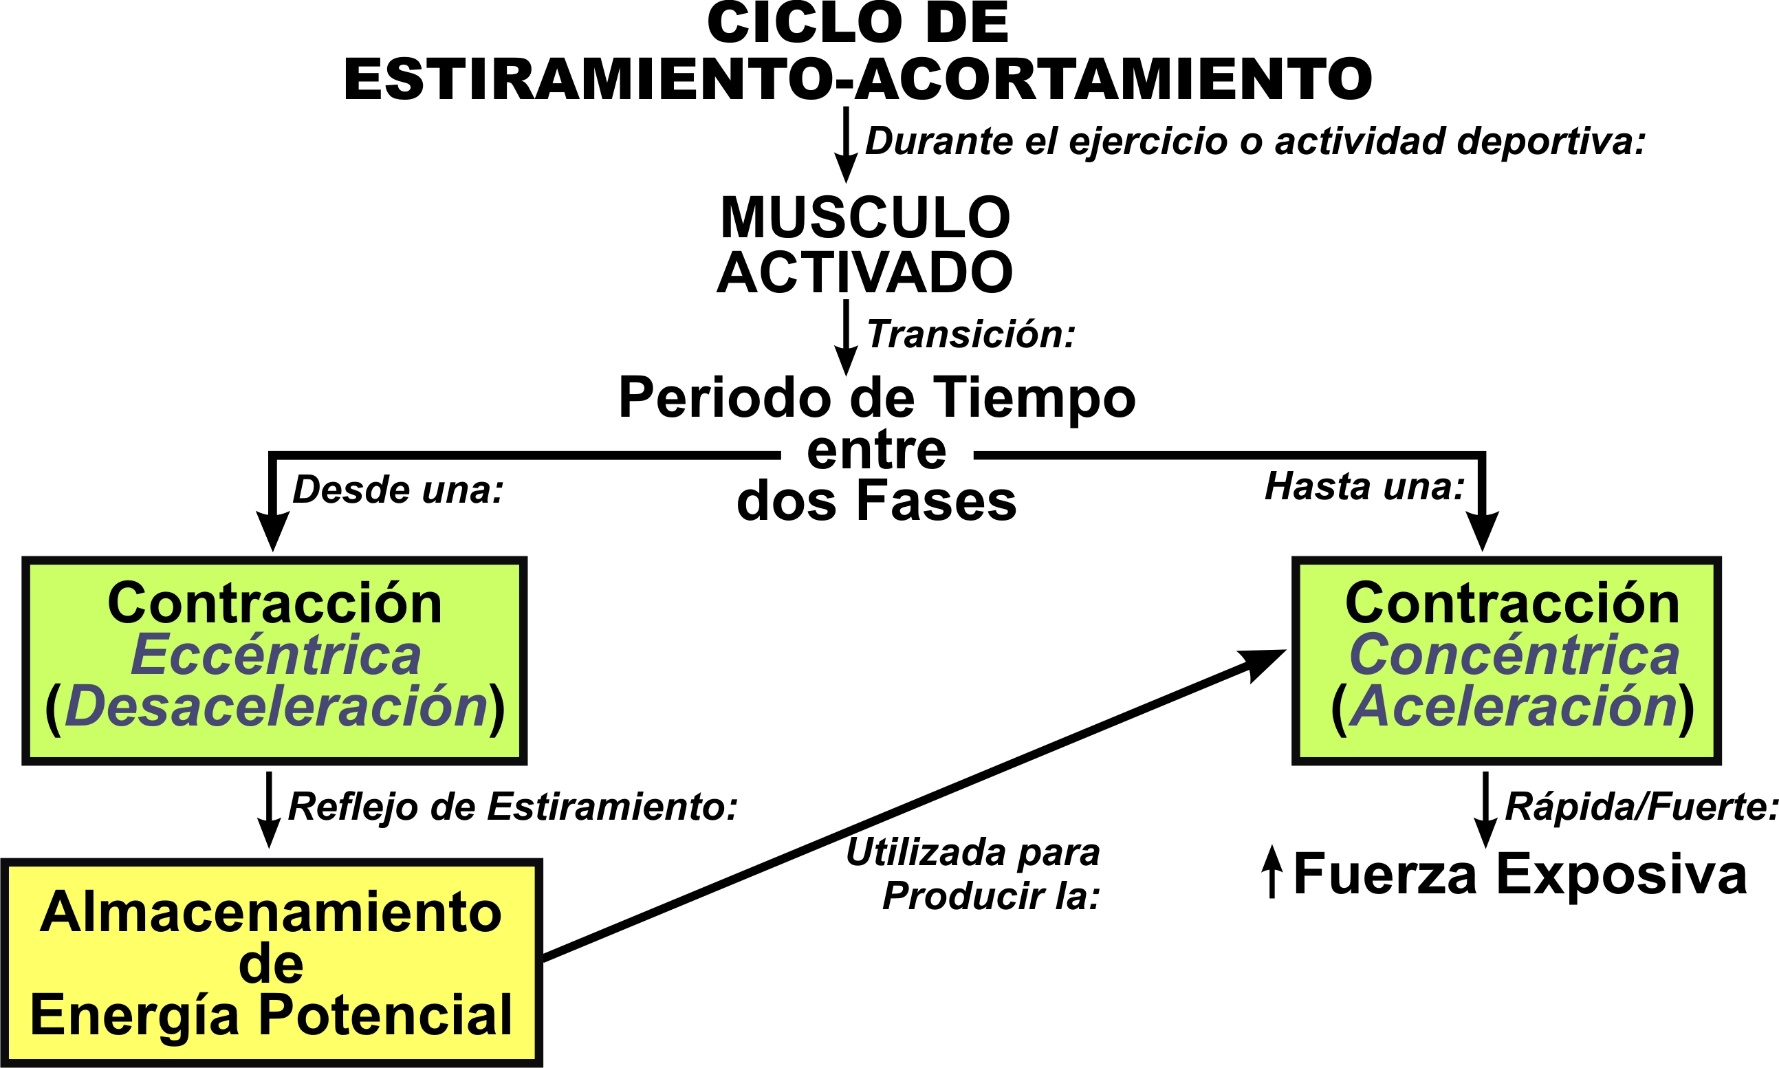 CICLO DE
ESTIRAMIENTO-ACORTAMIENTO
Durante el ejercicio o actividad deportiva:
MUSCULO
ACTIVADO
Transición:
Periodo de Tiempo
entre
dos Fases
Desde una:
Hasta una:
Contracción
Eccéntrica
(Desaceleración)
Contracción
Concéntrica
(Aceleración)
Reflejo de Estiramiento:
Rápida/Fuerte:
Utilizada para
Producir la:
Fuerza Exposiva
Almacenamiento
de
Energía Potencial